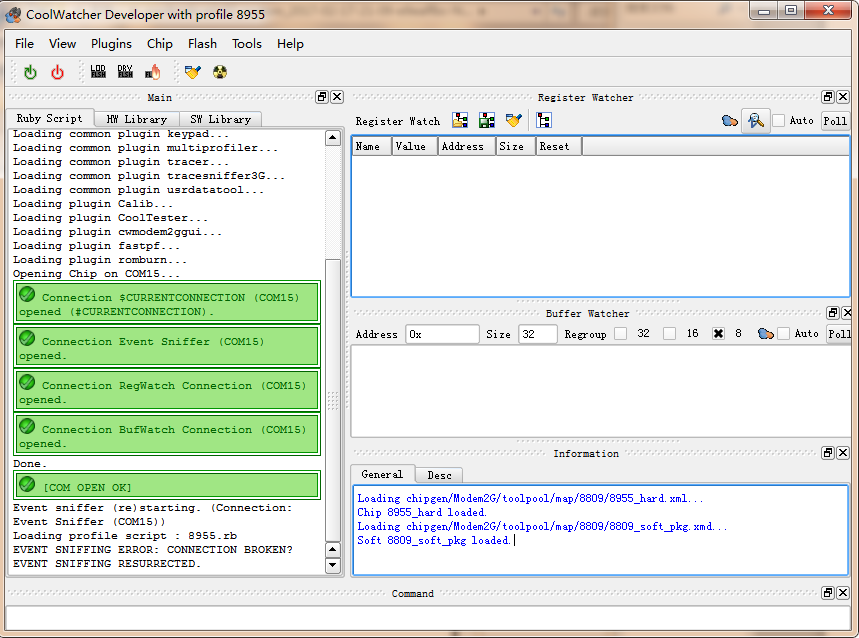 CoolWatcher Developer with profile 8955
File View Plugins Chip Flash Tools Help
LOD FLSH DRV FLSH FL
Main
Ruby Script HW Library SW Library
Loading common plugin keypad...
Loading common plugin multiprofiler...
Loading common plugin tracer...
Loading common plugin tracesniffer3G...
Loading common plugin usrdatatool...
Loading plugin Calib...
Loading plugin CoolTester...
Loading plugin cwmodem2ggui...
Loading plugin fastpf...
Loading plugin romburn...
Opening Chip on COM15...
Connection $CURRENTCONNECTION (COM15)
opened (#CURRENTCONNECTION).
Connection Event Sniffer (COM15)
opened.
Connection RegWatch Connection (COM15)
opened.
Connection BufWatch Connection (COM15)
opened.
Done.
[COM OPEN OK]
Event sniffer (re)starting. (Connection:
Event Sniffer (COM15))
Loading profile script : 8955.rb
EVENT SNIFFING ERROR: CONNECTION BROKEN?
EVENT SNIFFING RESURRECTED.
Register Watcher
Register Watch Auto Poll
Name Value Address Size Reset
Buffer Watcher
Address 0x Size 32 Regroup 32 16 8 Auto Poll
Information
General Desc
Loading chipgen/Modem2G/toolpool/map/8809/8955_hard.xml...
Chip 8955_hard loaded.
Loading chipgen/Modem2G/toolpool/map/8809/8809_soft_pkg.xmd...
Soft 8809_soft_pkg loaded.
Command